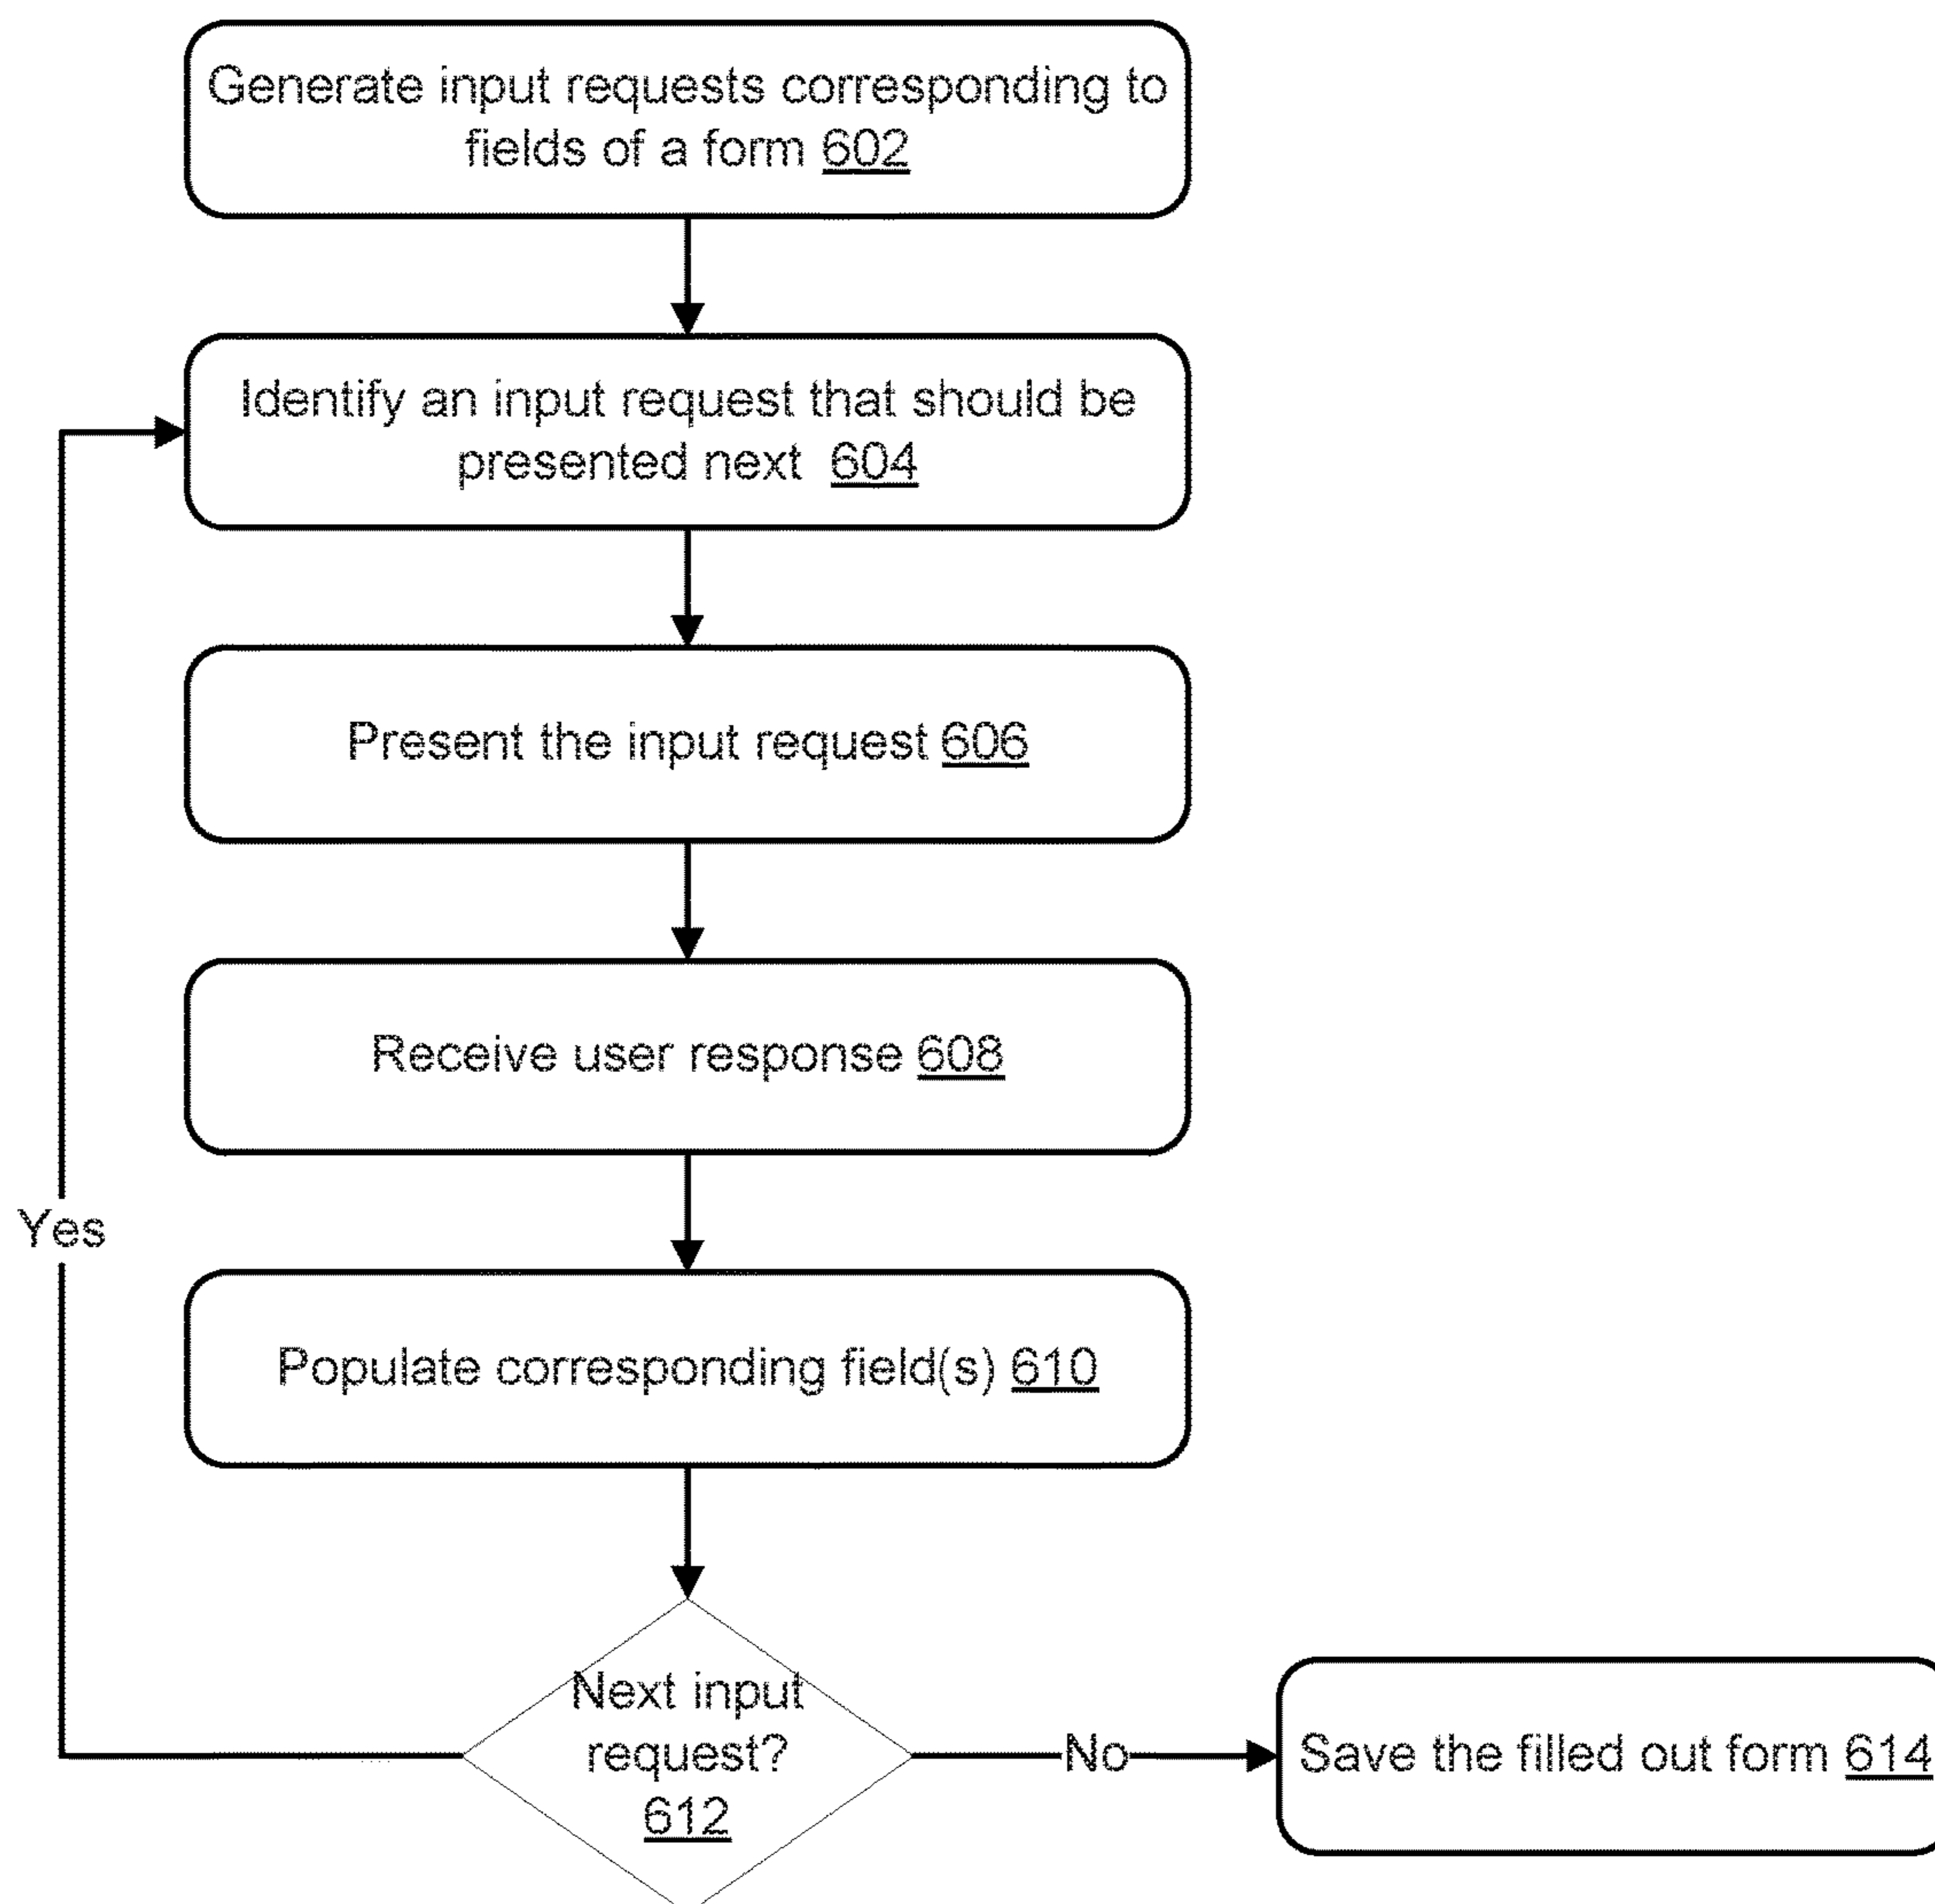 Generate input requests corresponding to
fields of a form 602
Identify an input request that should be
presented next 604
Present the input request 606
Receive user response 608
Yes
Populate corresponding field(s) 610
Next input
request?
612
No
Save the filled out form 614